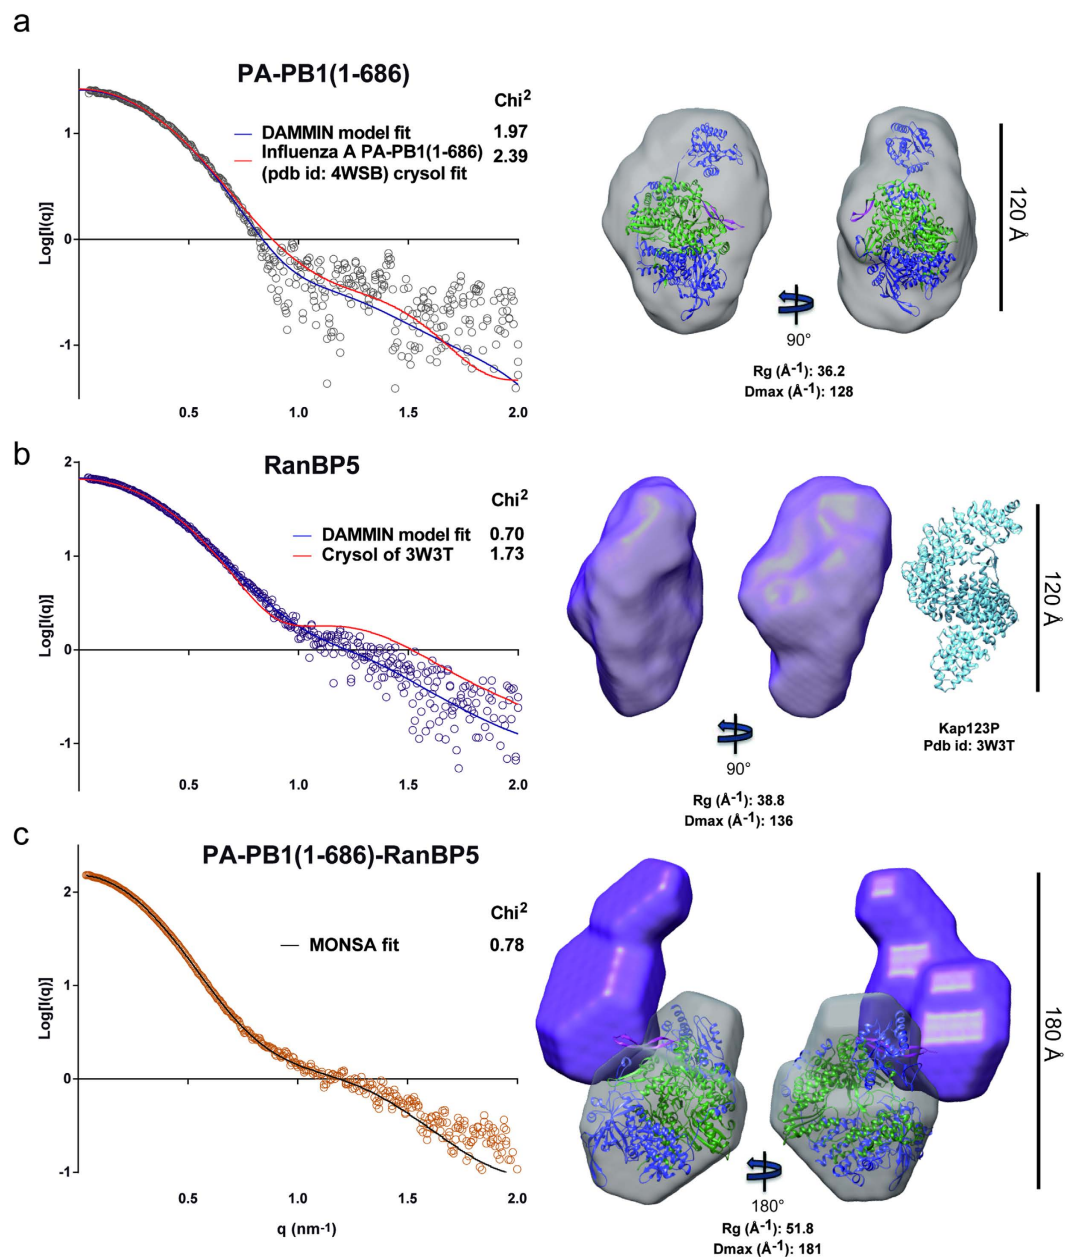 a
PA-PB1(1-686)
Chi2
DAMMIN model fit 1.97
Influenza A PA-PB1(1-686) 2.39
(pdb id: 4WSB) crysol fit
Log[I(q)]
1
0
-1
0.5 1.0 1.5 2.0
120 Å
90°
Rg (Å-1): 36.2
Dmax (Å-1): 128
b
RanBP5
Chi2
DAMMIN model fit 0.70
Crysol of 3W3T 1.73
Log[I(q)]
2
1
0
-1
0.5 1.0 1.5 2.0
120 Å
Kap123P
Pdb id: 3W3T
90°
Rg (Å-1): 38.8
Dmax (Å-1): 136
c
PA-PB1(1-686)-RanBP5
Chi2
MONSA fit 0.78
Log[I(q)]
2
1
0
-1
0.5 1.0 1.5 2.0
q (nm-1)
180 Å
180°
Rg (Å-1): 51.8
Dmax (Å-1): 181